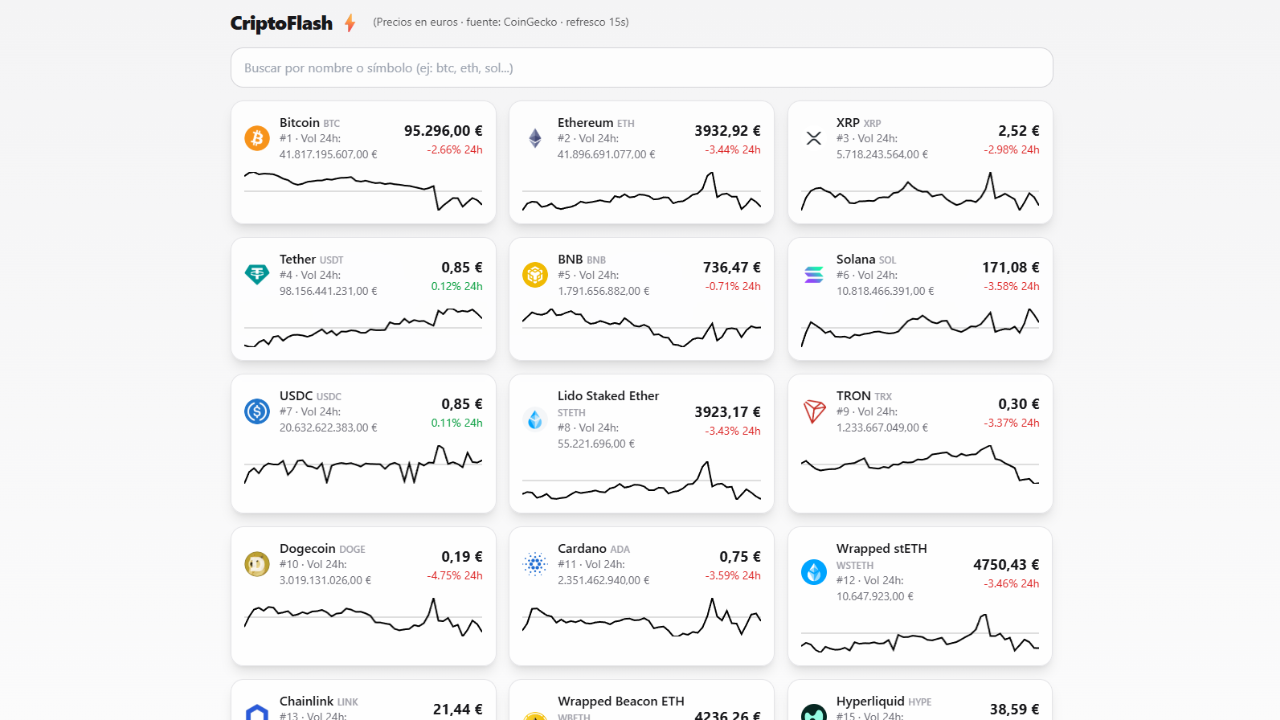 CriptoFlash (Precios en euros · fuente: CoinGecko · refresco 15s)
Buscar por nombre o símbolo (ej: btc, eth, sol...)
Bitcoin BTC
#1 · Vol 24h:
41.817.195.607,00 €
95.296,00 €
-2.66% 24h
Ethereum ETH
#2 · Vol 24h:
41.896.691.077,00 €
3932,92 €
-3.44% 24h
XRP XRP
#3 · Vol 24h:
5.718.243.564,00 €
2,52 €
-2.98% 24h
Tether USDT
#4 · Vol 24h:
98.156.441.231,00 €
0,85 €
0.12% 24h
BNB BNB
#5 · Vol 24h:
1.791.656.882,00 €
736,47 €
-0.71% 24h
Solana SOL
#6 · Vol 24h:
10.818.466.391,00 €
171,08 €
-3.58% 24h
USDC USDC
#7 · Vol 24h:
20.632.622.383,00 €
0,85 €
0.11% 24h
Lido Staked Ether
STETH
#8 · Vol 24h:
55.221.696,00 €
3923,17 €
-3.43% 24h
TRON TRX
#9 · Vol 24h:
1.233.667.049,00 €
0,30 €
-3.37% 24h
Dogecoin DOGE
#10 · Vol 24h:
3.019.131.026,00 €
0,19 €
-4.75% 24h
Cardano ADA
#11 · Vol 24h:
2.351.462.940,00 €
0,75 €
-3.59% 24h
Wrapped stETH
WSTETH
#12 · Vol 24h:
10.647.923,00 €
4750,43 €
-3.46% 24h
Chainlink LINK
#13 · Vol 24h:
21,44 €
Wrapped Beacon ETH
WBETH
4236,26 €
Hyperliquid HYPE
#15 · Vol 24h:
38,59 €